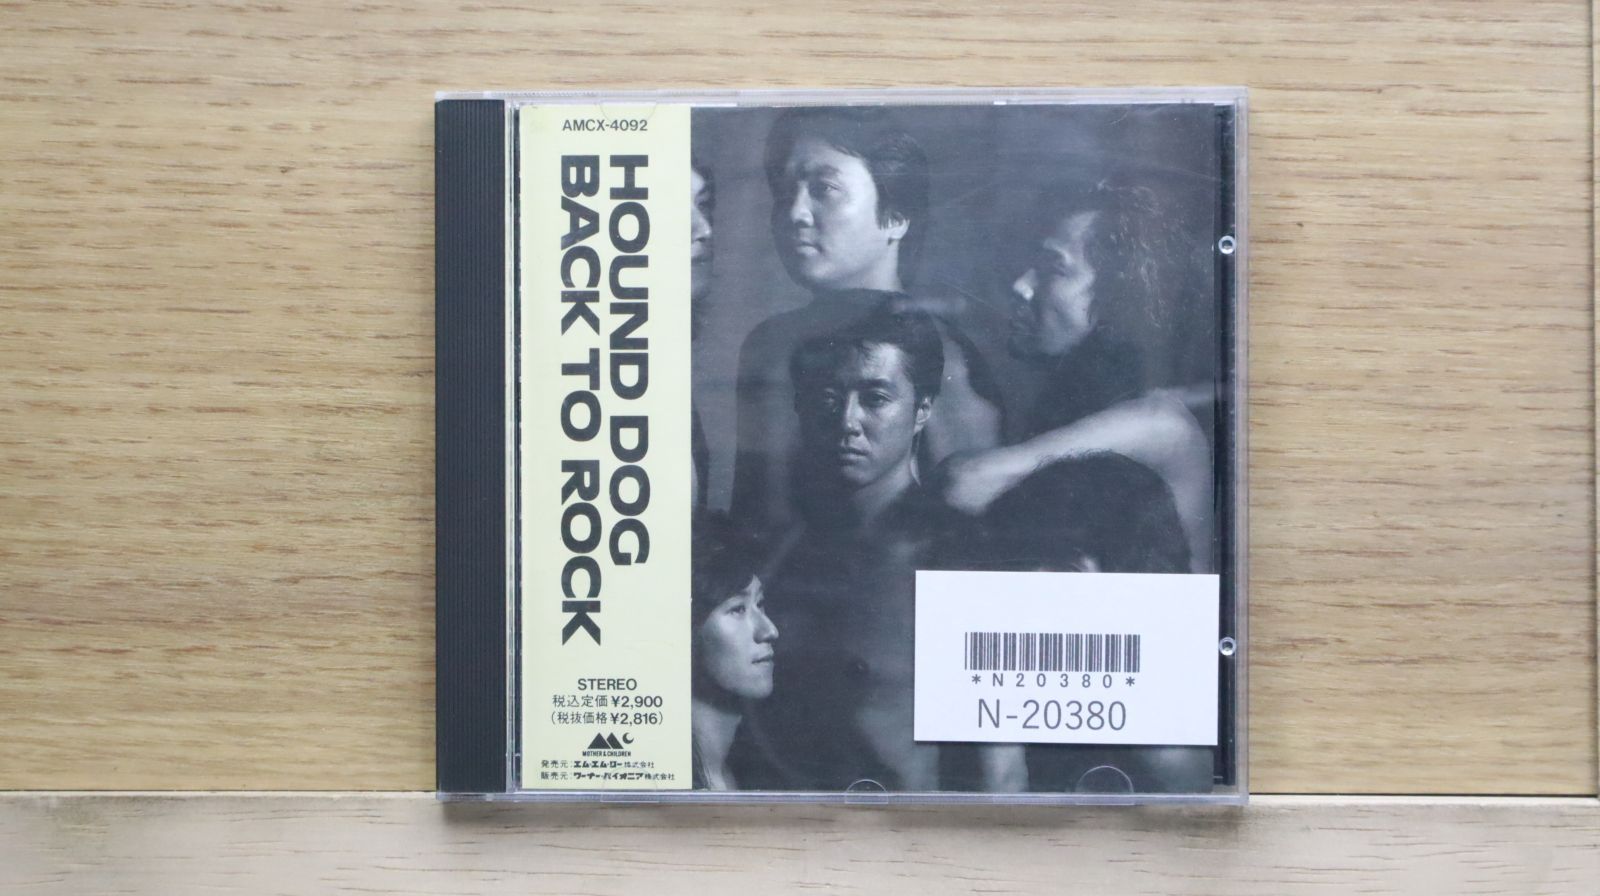 AMCX-4092
HOUND DOG
BACK TO ROCK
STEREO
税込定価¥2,900
(税抜価格¥2,816)
MOTHER & CHILDREN
発売元:エム・エム・ジー株式会社
販売元:ワーナー・パイオニア株式会社
*N20380*
N-20380